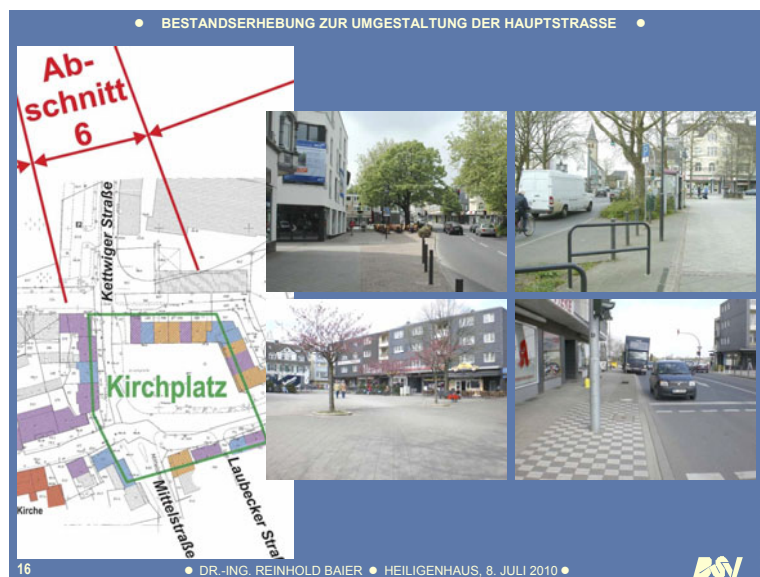 ● BESTANDSERHEBUNG ZUR UMGESTALTUNG DER HAUPTSTRASSE ●
Ab-
schnitt
6
Kettwiger Straße
Kirchplatz
Kirche
Mittelstraße
Laubecker Straß
16
● DR.-ING. REINHOLD BAIER ● HEILIGENHAUS, 8. JULI 2010 ●
BSV